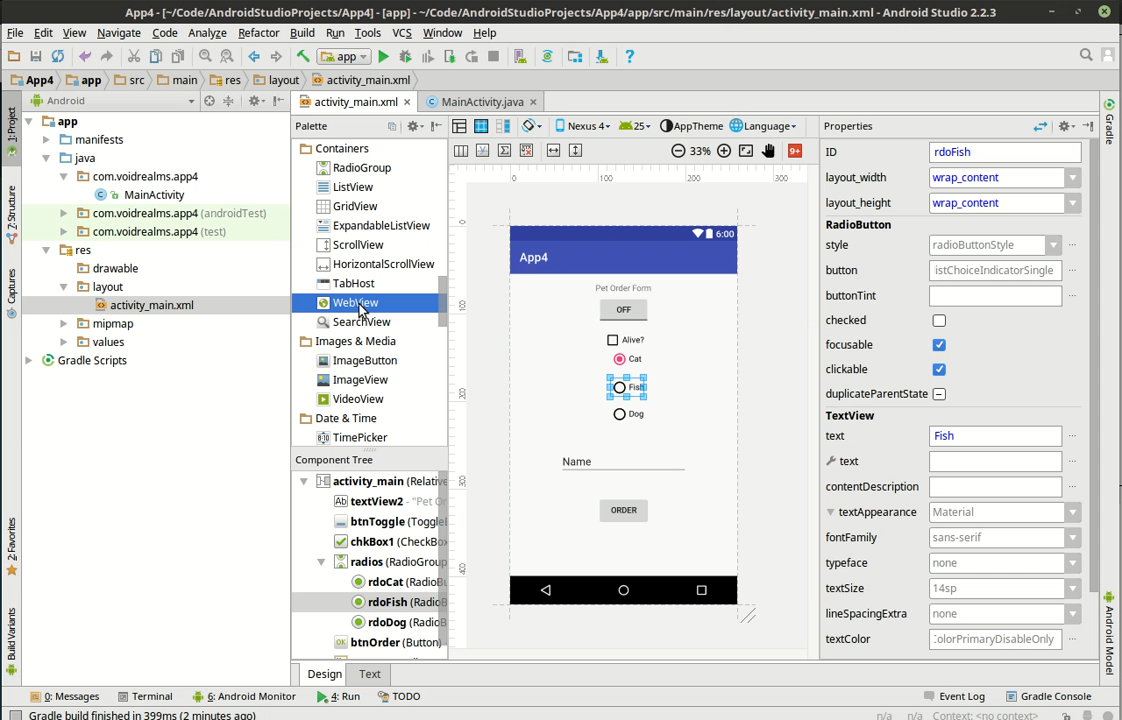 App4 - [~/Code/AndroidStudioProjects/App4] - [app] - ~/Code/AndroidStudioProjects/App4/app/src/main/res/layout/activity_main.xml - Android Studio 2.2.3
File Edit View Navigate Code Analyze Refactor Build Run Tools VCS Window Help
app
App4 app src main res layout activity_main.xml
1: Project
Z: Structure
Captures
2: Favorites
Build Variants
Android
app
manifests
java
com.voidrealms.app4
MainActivity
com.voidrealms.app4 (androidTest)
com.voidrealms.app4 (test)
res
drawable
layout
activity_main.xml
mipmap
values
Gradle Scripts
activity_main.xml MainActivity.java
Palette
Containers
RadioGroup
ListView
GridView
ExpandableListView
ScrollView
HorizontalScrollView
TabHost
WebView
SearchView
Images & Media
ImageButton
ImageView
VideoView
Date & Time
TimePicker
Component Tree
activity_main (Relative
textView2 - "Pet Or
btnToggle (Toggle
chkBox1 (CheckBo
radios (RadioGroup
rdoCat (RadioBu
rdoFish (RadioB
rdoDog (RadioB
btnOrder (Button)
Design Text
Nexus 4 25 AppTheme Language
33% 9+
0 100 200 300
0
100
200
300
400
6:00
App4
Pet Order Form
OFF
Alive?
Cat
Fish
Dog
Name
ORDER
Properties
ID rdoFish
layout_width wrap_content
layout_height wrap_content
RadioButton
style radioButtonStyle
button istChoiceIndicatorSingle
buttonTint
checked
focusable
clickable
duplicateParentState
TextView
text Fish
text
contentDescription
textAppearance Material
fontFamily sans-serif
typeface none
textSize 14sp
lineSpacingExtra none
textColor :olorPrimaryDisableOnly
Gradle
Android Model
0: Messages Terminal 6: Android Monitor 4: Run TODO Event Log Gradle Console
Gradle build finished in 399ms (2 minutes ago) n/a n/a Context: <no context>